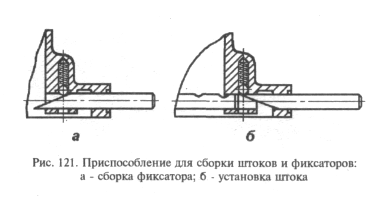 а
б
Рис. 121. Приспособление для сборки штоков и фиксаторов:
а - сборка фиксатора; б - установка штока